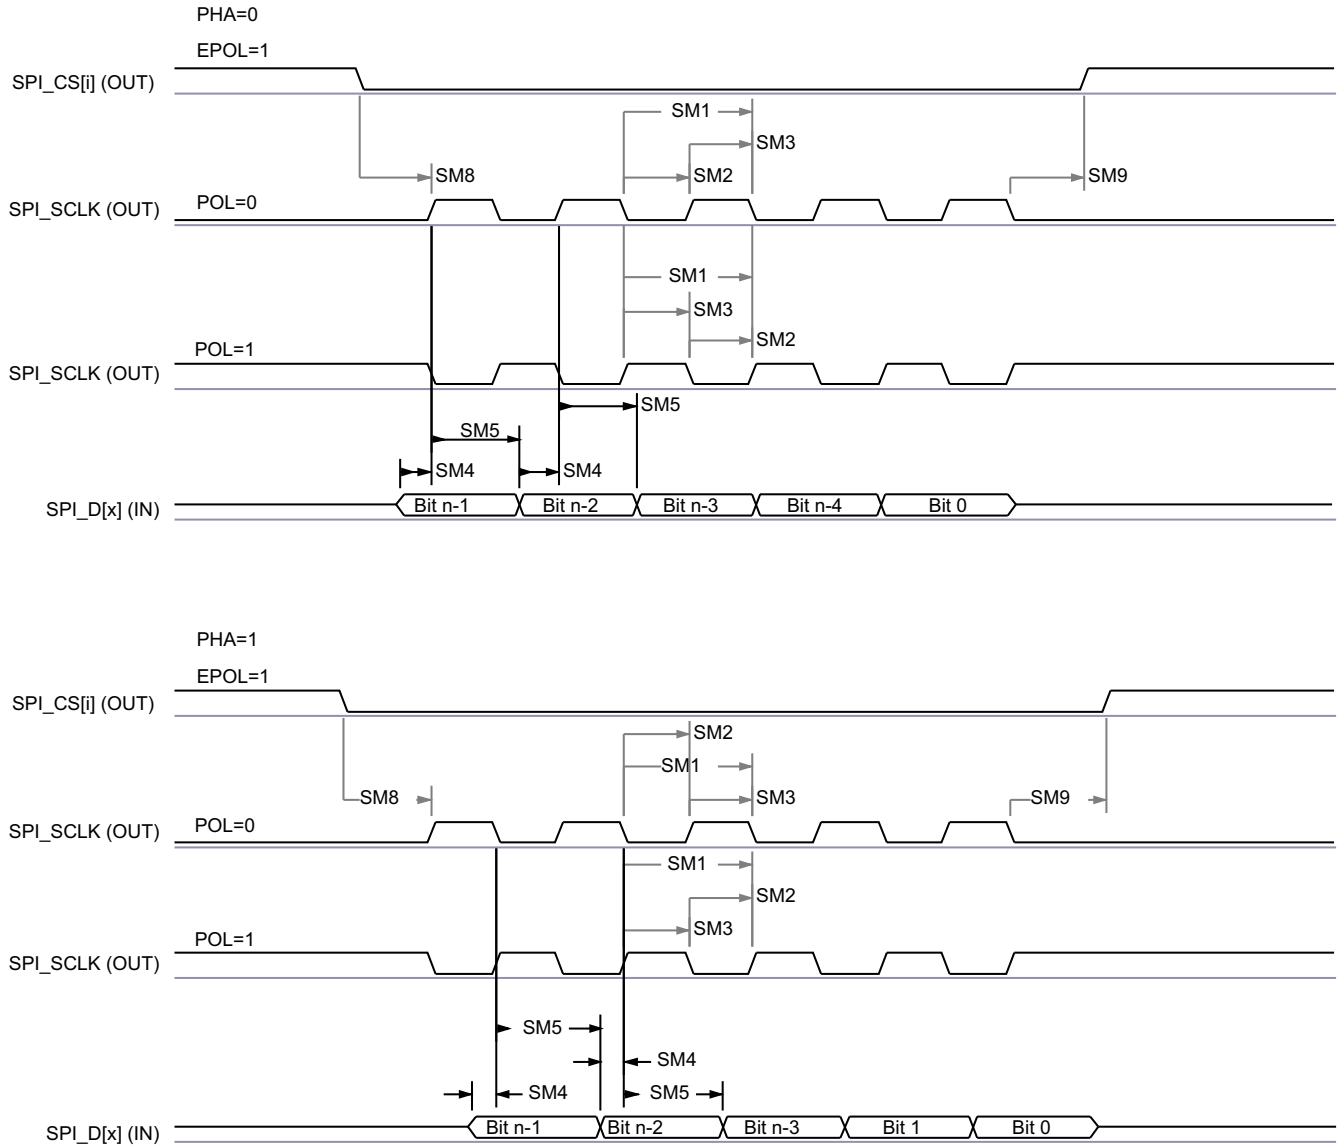 PHA=0
EPOL=1
SPI_CS[i] (OUT)
SM1
SM3
SM8
SM2
SM9
POL=0
SPI_SCLK (OUT)
SM1
SM3
SM2
POL=1
SPI_SCLK (OUT)
SM5
SM5
SM4
SM4
SPI_D[x] (IN)
Bit n-1
Bit n-2
Bit n-3
Bit n-4
Bit 0
PHA=1
EPOL=1
SPI_CS[i] (OUT)
SM2
SM1
SM8
SM3
SM9
SPI_SCLK (OUT)
POL=0
SM1
SM2
SM3
POL=1
SPI_SCLK (OUT)
SM5
SM4
SM4
SM5
SPI_D[x] (IN)
Bit n-1
Bit n-2
Bit n-3
Bit 1
Bit 0